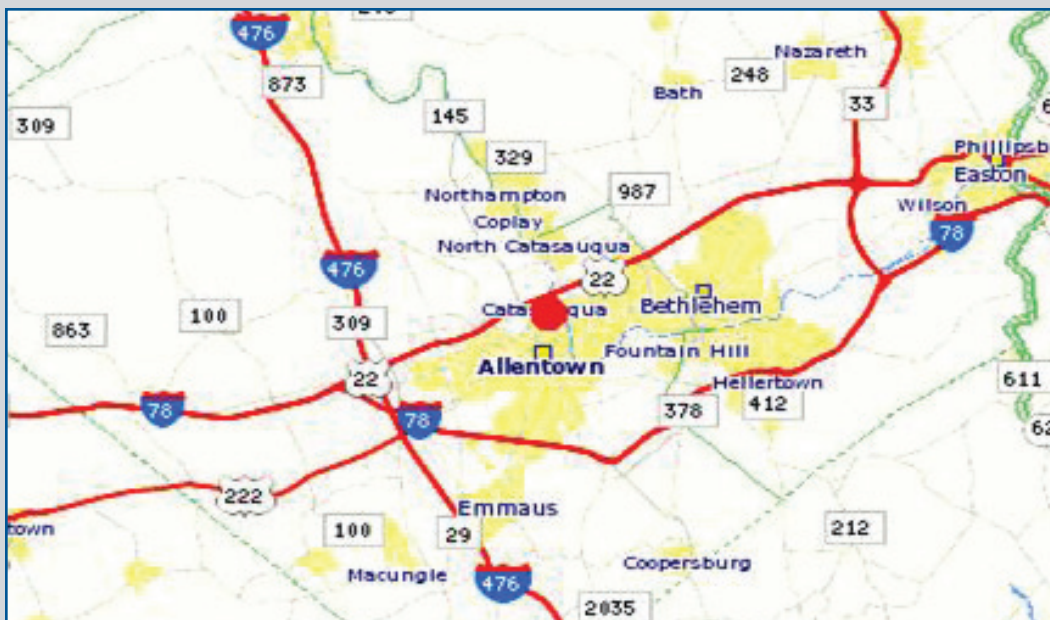 476
873
309
145
329
248
Nazareth
Bath
33
Phillipsb
Easton
987
Northampton
Coplay
North Catasauqua
Willson
78
476
22
Bethlehem
100
309
863
Allentown
Fountain Hill
22
Hellertown
611
412
378
78
78
222
Emmaus
town
100
29
212
Macungie
Coopersburg
476
2035